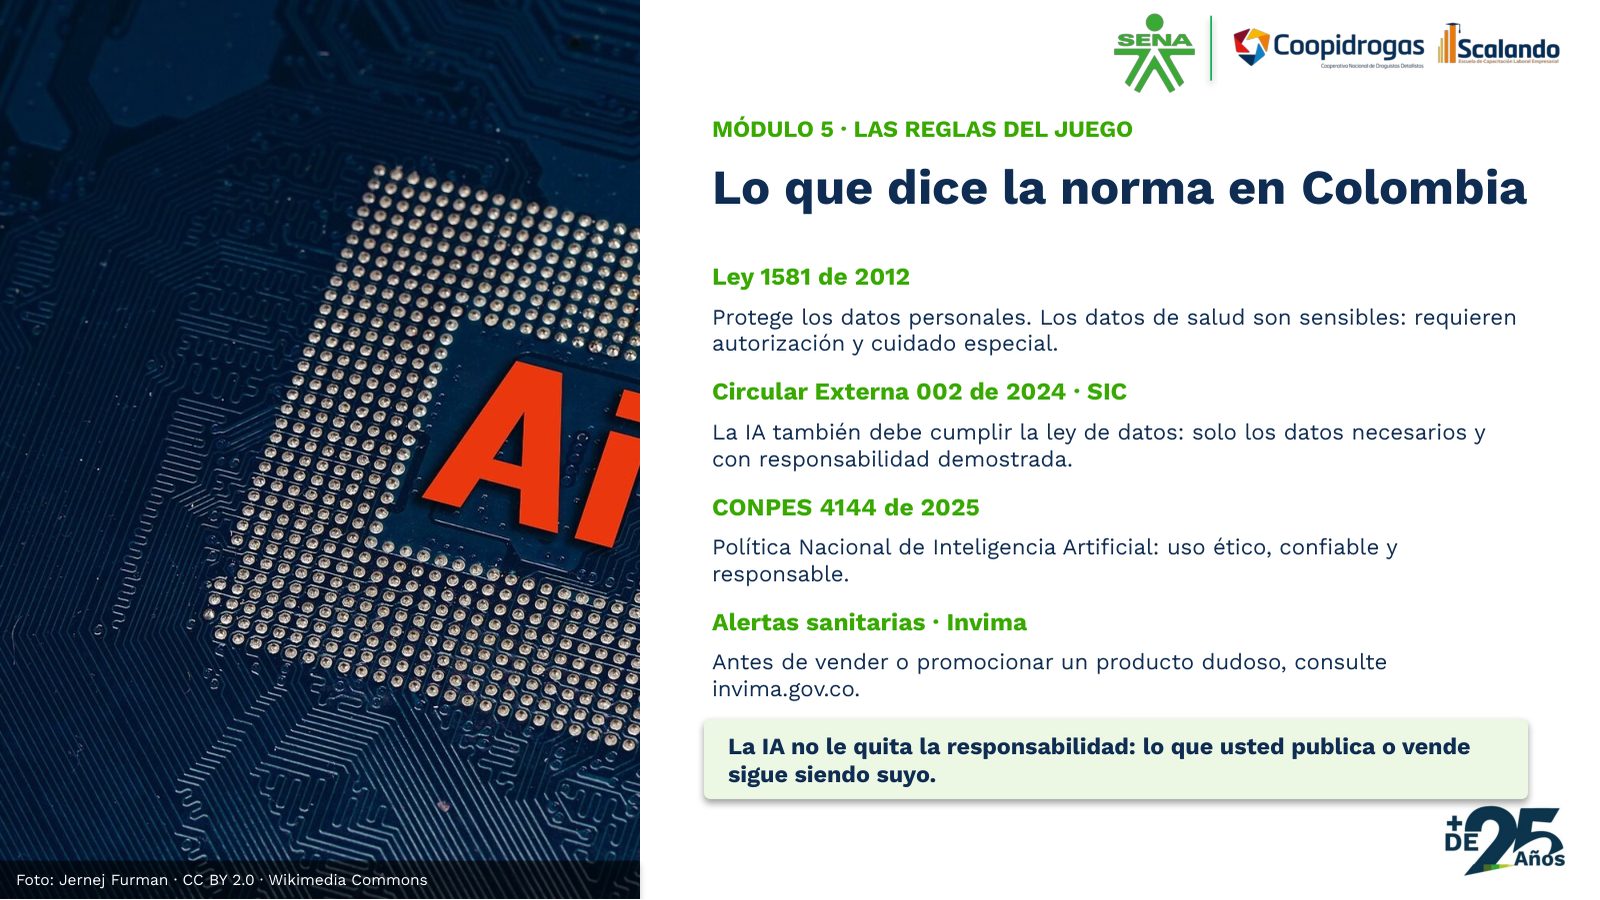 SENA
Coopidrogas
Cooperativa Nacional de Droguistas Detallistas
Scalando
Escuela de Capacitación Laboral Empresarial
MÓDULO 5 · LAS REGLAS DEL JUEGO
Lo que dice la norma en Colombia
Ley 1581 de 2012
Protege los datos personales. Los datos de salud son sensibles: requieren
autorización y cuidado especial.
Circular Externa 002 de 2024 · SIC
La IA también debe cumplir la ley de datos: solo los datos necesarios y
con responsabilidad demostrada.
CONPES 4144 de 2025
Política Nacional de Inteligencia Artificial: uso ético, confiable y
responsable.
Alertas sanitarias · Invima
Antes de vender o promocionar un producto dudoso, consulte
invima.gov.co.
La IA no le quita la responsabilidad: lo que usted publica o vende
sigue siendo suyo.
Ai
+ DE 25 Años
Foto: Jernej Furman · CC BY 2.0 · Wikimedia Commons